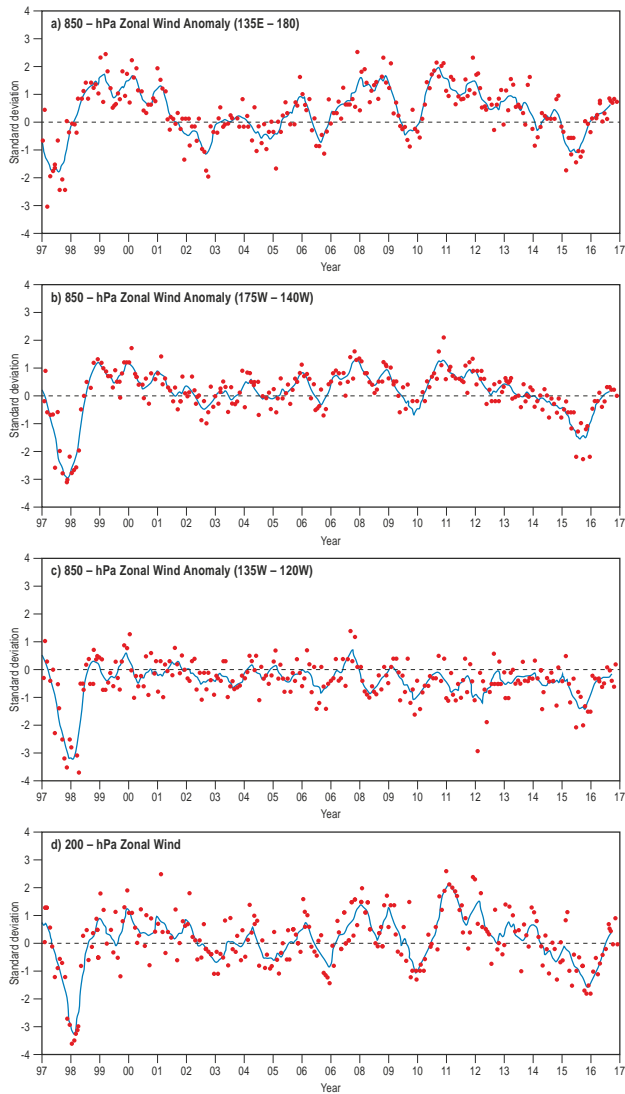 a) 850 – hPa Zonal Wind Anomaly (135E – 180)
4
3
2
1
0
-1
-2
-3
-4
Standard deviation
97 98 99 00 01 02 03 04 05 06 07 08 09 10 11 12 13 14 15 16 17
Year
b) 850 – hPa Zonal Wind Anomaly (175W – 140W)
4
3
2
1
0
-1
-2
-3
-4
Standard deviation
97 98 99 00 01 02 03 04 05 06 07 08 09 10 11 12 13 14 15 16 17
Year
c) 850 – hPa Zonal Wind Anomaly (135W – 120W)
4
3
2
1
0
-1
-2
-3
-4
Standard deviation
97 98 99 00 01 02 03 04 05 06 07 08 09 10 11 12 13 14 15 16 17
Year
d) 200 – hPa Zonal Wind
4
3
2
1
0
-1
-2
-3
-4
Standard deviation
97 98 99 00 01 02 03 04 05 06 07 08 09 10 11 12 13 14 15 16 17
Year